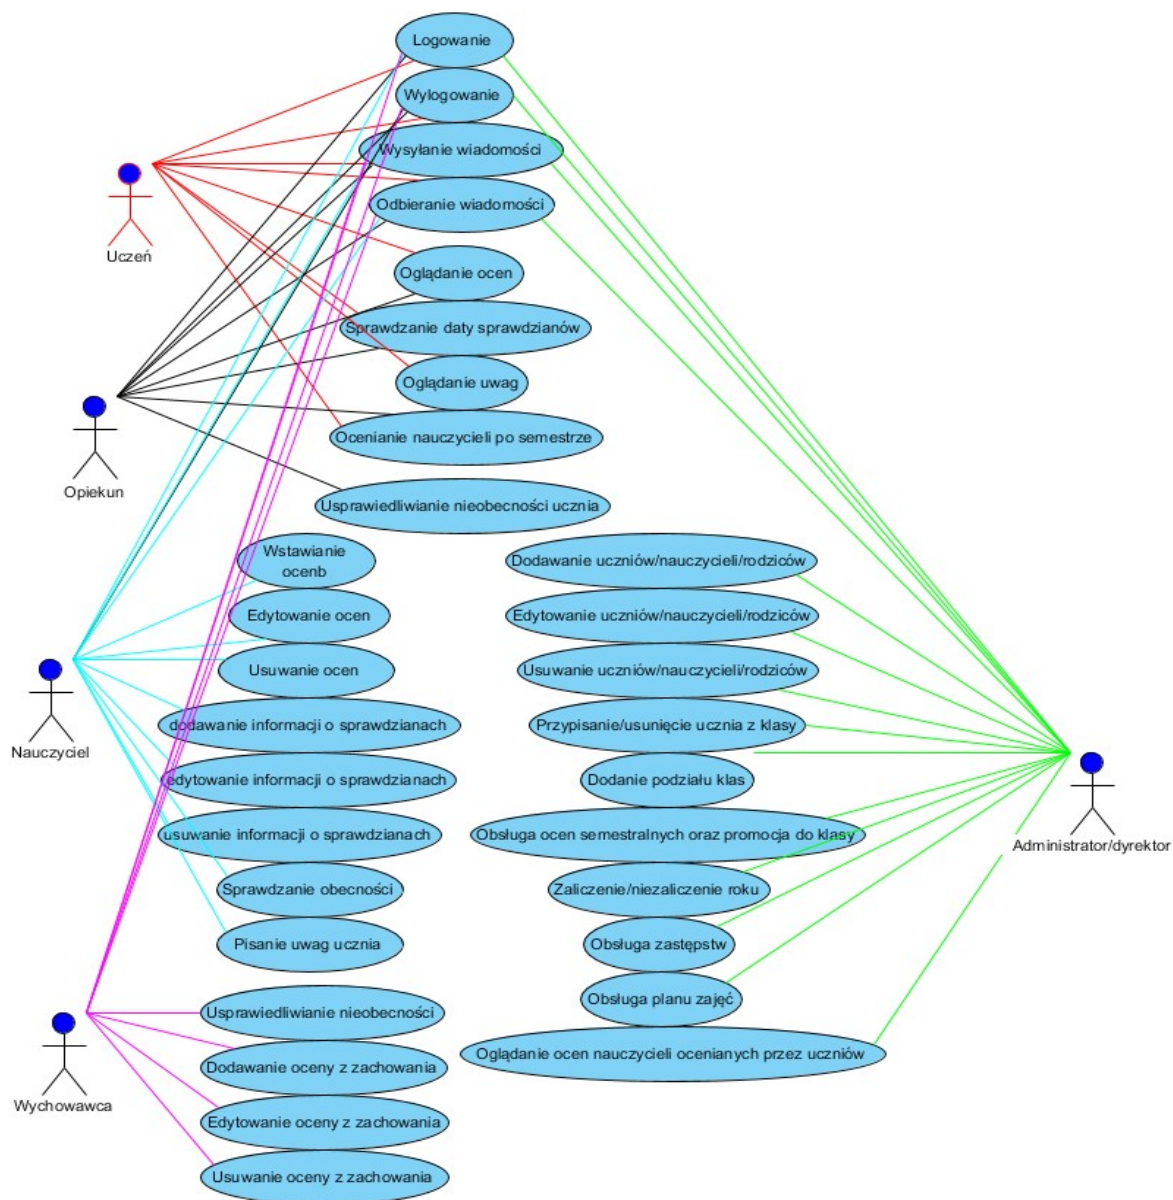 Logowanie
Wylogowanie
Wysyłanie wiadomości
Odbieranie wiadomości
Uczeń
Oglądanie ocen
Sprawdzanie daty sprawdzianów
Oglądanie uwag
Ocenianie nauczycieli po semestrze
Opiekun
Usprawiedliwianie nieobecności ucznia
Wstawianie
ocenb
Edytowanie ocen
Usuwanie ocen
dodawanie informacji o sprawdzianach
edytowanie informacji o sprawdzianach
usuwanie informacji o sprawdzianach
Sprawdzanie obecności
Pisanie uwag ucznia
Nauczyciel
Dodawanie uczniów/nauczycieli/rodziców
Edytowanie uczniów/nauczycieli/rodziców
Usuwanie uczniów/nauczycieli/rodziców
Przypisanie/usunięcie ucznia z klasy
Dodanie podziału klas
Obsługa ocen semestralnych oraz promocja do klasy
Zaliczenie/niezaliczenie roku
Obsługa zastępstw
Obsługa planu zajęć
Oglądanie ocen nauczycieli ocenianych przez uczniów
Administrator/dyrektor
Usprawiedliwianie nieobecności
Dodawanie oceny z zachowania
Edytowanie oceny z zachowania
Usuwanie oceny z zachowania
Wychowawca